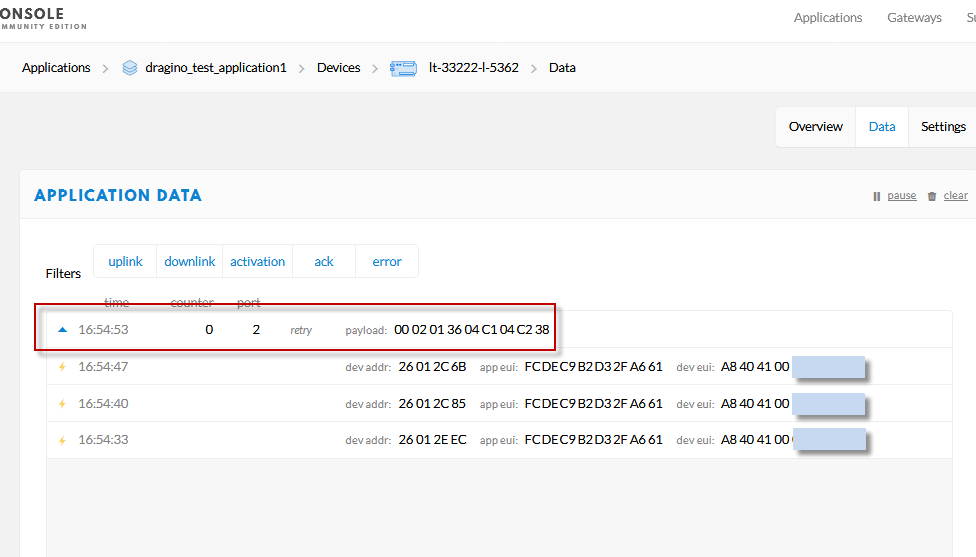 ONSOLE
MMUNITY EDITION
Applications Gateways Su
Applications dragino_test_application1 Devices lt-33222-l-5362 Data
Overview Data Settings
APPLICATION DATA
pause clear
Filters uplink downlink activation ack error
time counter port
16:54:53 0 2 retry payload: 00 02 01 36 04 C1 04 C2 38
16:54:47 dev addr: 26 01 2C 6B app eui: FC DE C9 B2 D3 2F A6 61 dev eui: A8 40 41 00
16:54:40 dev addr: 26 01 2C 85 app eui: FC DE C9 B2 D3 2F A6 61 dev eui: A8 40 41 00
16:54:33 dev addr: 26 01 2E EC app eui: FC DE C9 B2 D3 2F A6 61 dev eui: A8 40 41 00